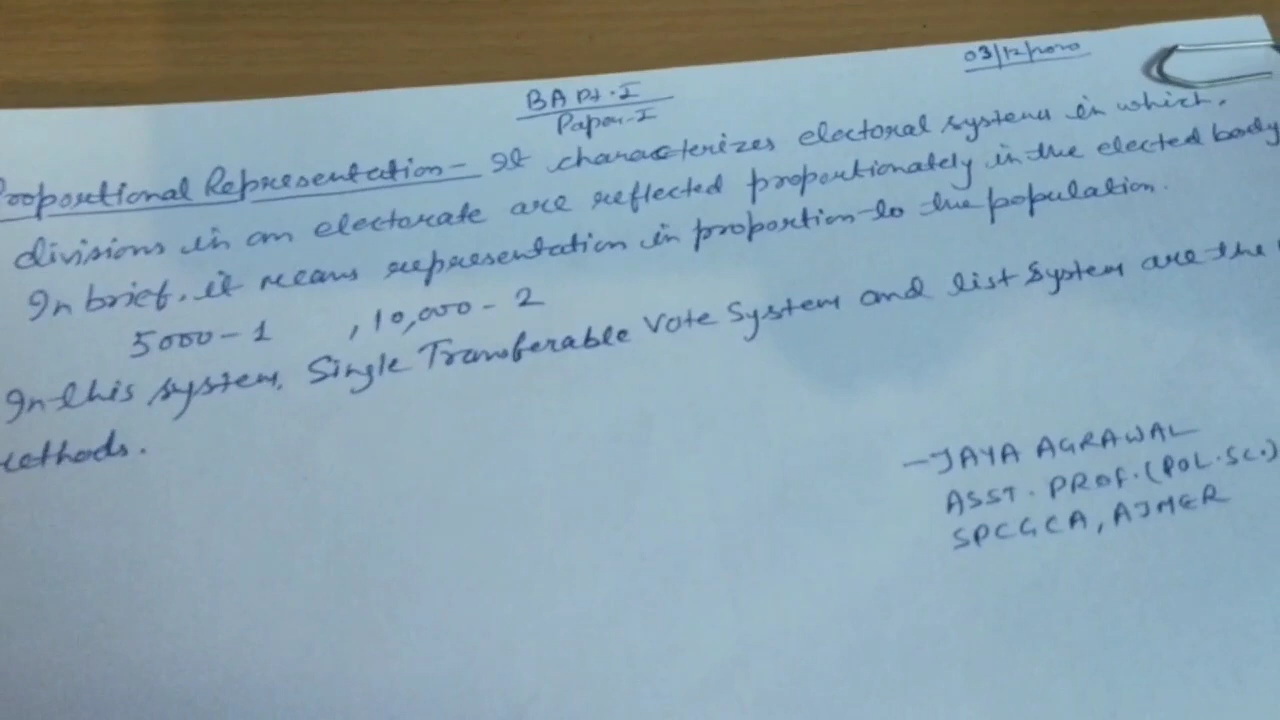 03/12/2020
BA Pt. I
Paper-I
Proportional Representation - It characterizes electoral systems in which,
divisions in an electorate are reflected proportionately in the elected body
In brief, it means representation in proportion to the population.
5000 - 1 , 10,000 - 2
In this system, Single Transferable Vote System and list System are the
methods.
- JAYA AGRAWAL
ASST. PROF. (POL. SC.)
SPCGCA, AJMER